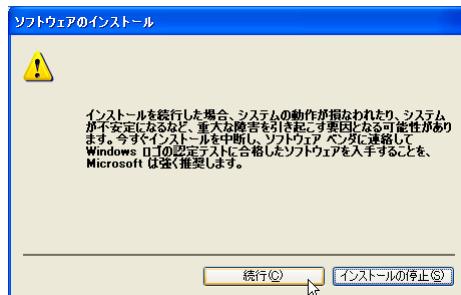 ソフトウェアのインストール
インストールを続行した場合、システムの動作が損なわれたり、システム
が不安定になるなど、重大な障害を引き起こす要因となる可能性があり
ます。今すぐインストールを中断し、ソフトウェア ベンダに連絡して
Windows ロゴの認定テストに合格したソフトウェアを入手することを、
Microsoft は強く推奨します。
続行(C)
インストールの停止(S)